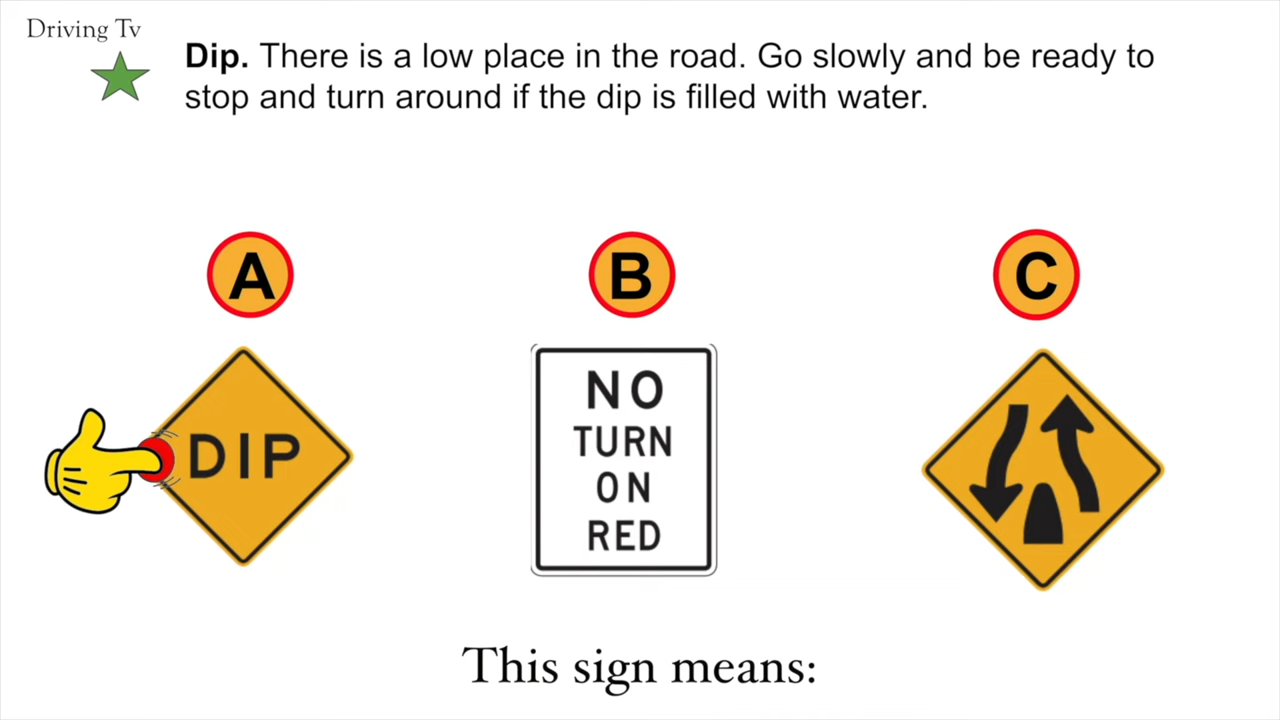 Driving Tv
Dip. There is a low place in the road. Go slowly and be ready to
stop and turn around if the dip is filled with water.
A
B
C
DIP
NO
TURN
ON
RED
This sign means: